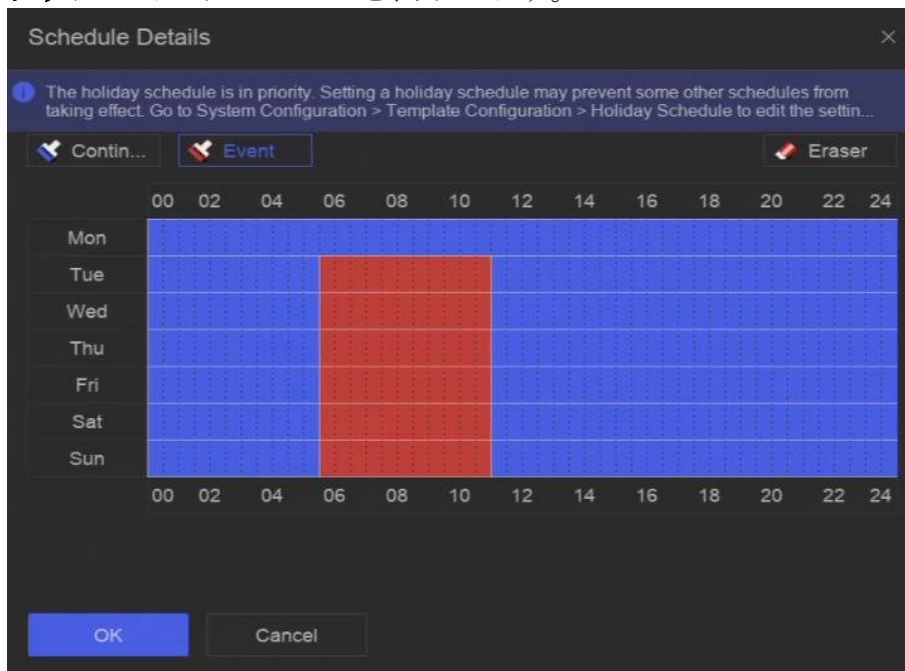 Schedule Details
The holiday schedule is in priority. Setting a holiday schedule may prevent some other schedules from
taking effect. Go to System Configuration > Template Configuration > Holiday Schedule to edit the settin...
Contin... Event Eraser
00 02 04 06 08 10 12 14 16 18 20 22 24
Mon
Tue
Wed
Thu
Fri
Sat
Sun
00 02 04 06 08 10 12 14 16 18 20 22 24
OK Cancel